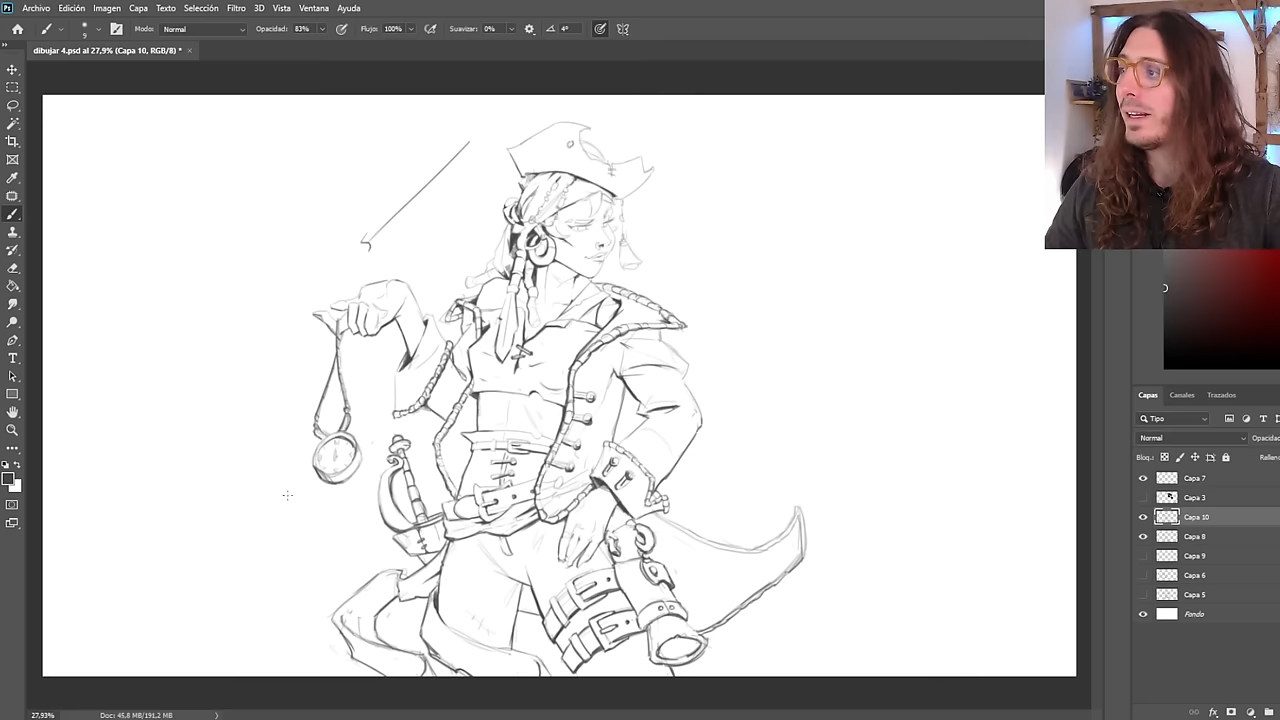 Archivo Edición Imagen Capa Texto Selección Filtro 3D Vista Ventana Ayuda
Modo: Normal Opacidad: 83% Flujo: 100% Suavizar: 0% 4°
dibujar 4.psd al 27,9% (Capa 10, RGB/8) * ×
9
Capas Canales Trazados
Tipo
Normal Opacidad
Bloq.: Rellen
Capa 7
Capa 3
Capa 10
Capa 8
Capa 9
Capa 6
Capa 5
Fondo
27,93% Doc: 45,8 MB/191,2 MB